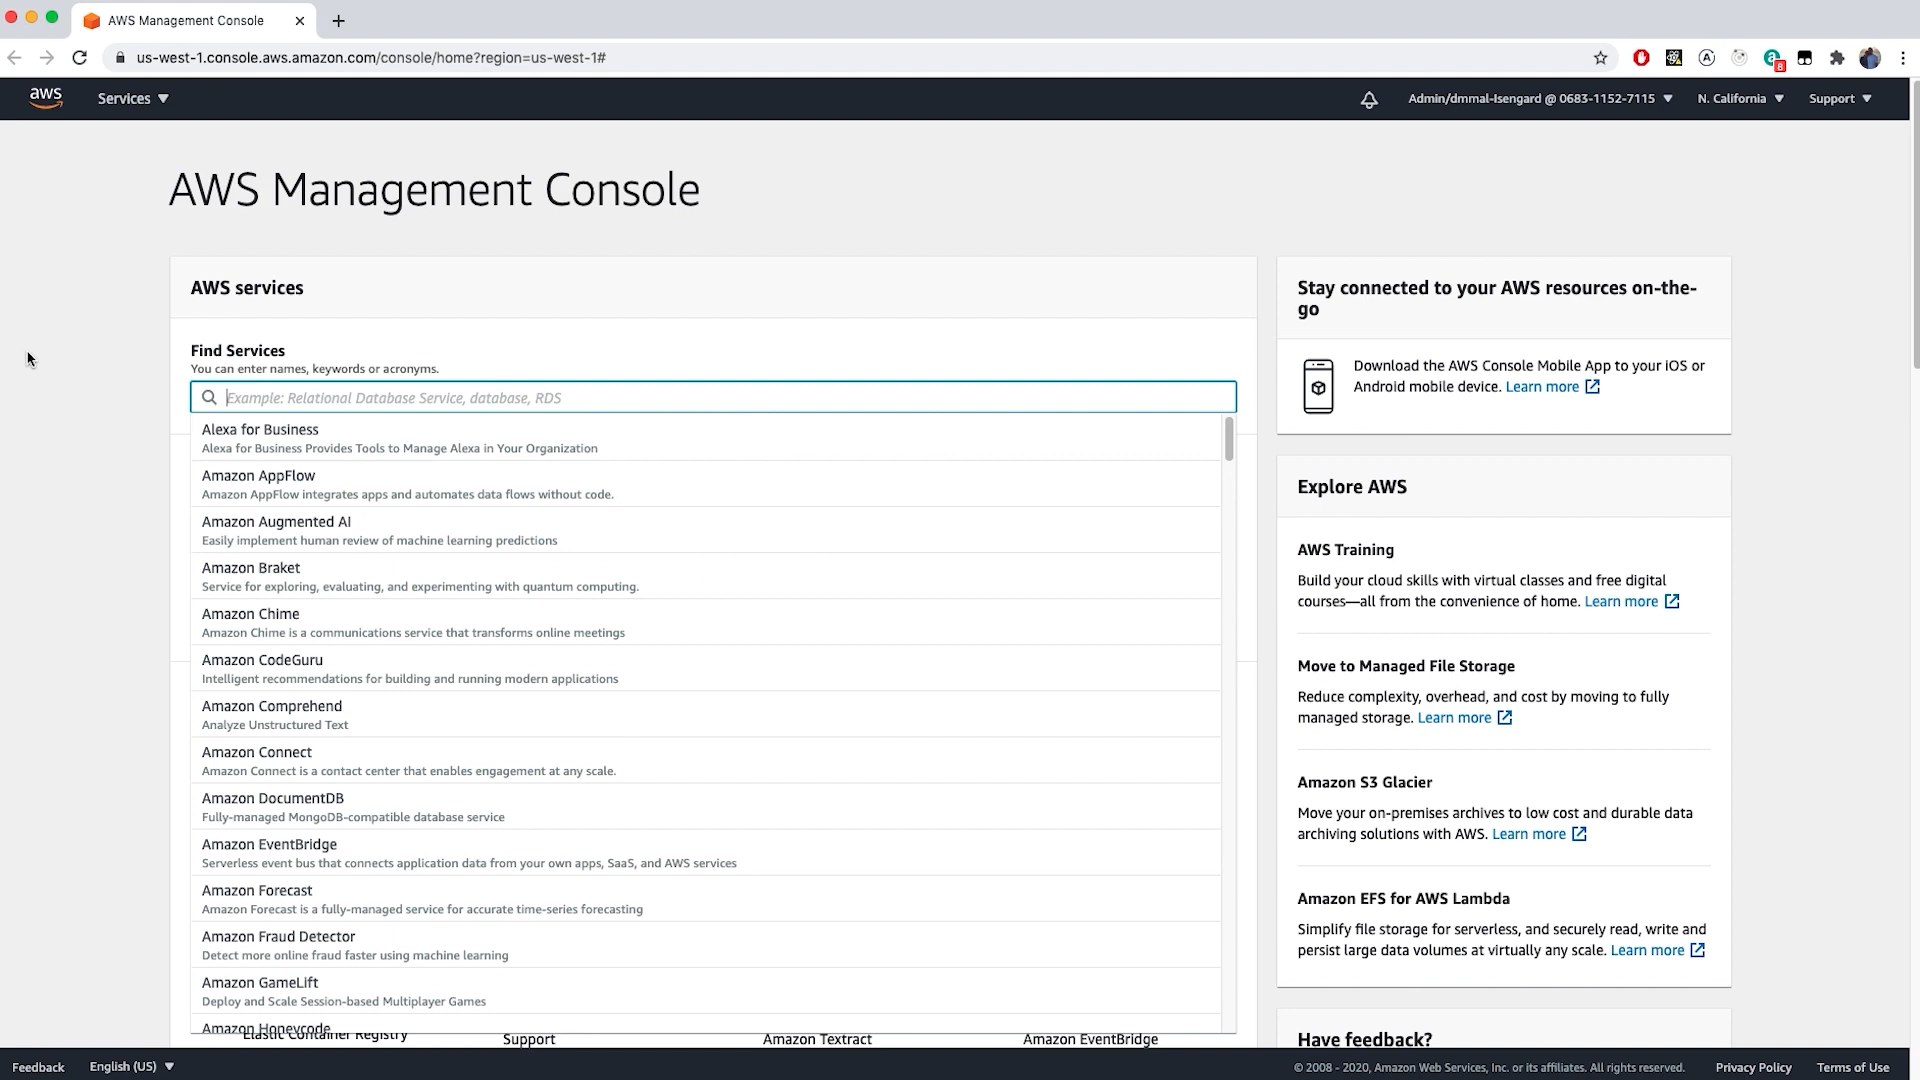 AWS Management Console
us-west-1.console.aws.amazon.com/console/home?region=us-west-1#
8
aws
Services
Admin/dmmal-Isengard @ 0683-1152-7115
N. California
Support
AWS Management Console
AWS services
Find Services
You can enter names, keywords or acronyms.
Example: Relational Database Service, database, RDS
Alexa for Business
Alexa for Business Provides Tools to Manage Alexa in Your Organization
Amazon AppFlow
Amazon AppFlow integrates apps and automates data flows without code.
Amazon Augmented AI
Easily implement human review of machine learning predictions
Amazon Braket
Service for exploring, evaluating, and experimenting with quantum computing.
Amazon Chime
Amazon Chime is a communications service that transforms online meetings
Amazon CodeGuru
Intelligent recommendations for building and running modern applications
Amazon Comprehend
Analyze Unstructured Text
Amazon Connect
Amazon Connect is a contact center that enables engagement at any scale.
Amazon DocumentDB
Fully-managed MongoDB-compatible database service
Amazon EventBridge
Serverless event bus that connects application data from your own apps, SaaS, and AWS services
Amazon Forecast
Amazon Forecast is a fully-managed service for accurate time-series forecasting
Amazon Fraud Detector
Detect more online fraud faster using machine learning
Amazon GameLift
Deploy and Scale Session-based Multiplayer Games
Amazon Honeycode
Elastic Container Registry
Support
Amazon Textract
Amazon EventBridge
Stay connected to your AWS resources on-the-
go
Download the AWS Console Mobile App to your iOS or
Android mobile device. Learn more
Explore AWS
AWS Training
Build your cloud skills with virtual classes and free digital
courses—all from the convenience of home. Learn more
Move to Managed File Storage
Reduce complexity, overhead, and cost by moving to fully
managed storage. Learn more
Amazon S3 Glacier
Move your on-premises archives to low cost and durable data
archiving solutions with AWS. Learn more
Amazon EFS for AWS Lambda
Simplify file storage for serverless, and securely read, write and
persist large data volumes at virtually any scale. Learn more
Have feedback?
Feedback
English (US)
© 2008 - 2020, Amazon Web Services, Inc. or its affiliates. All rights reserved.
Privacy Policy
Terms of Use